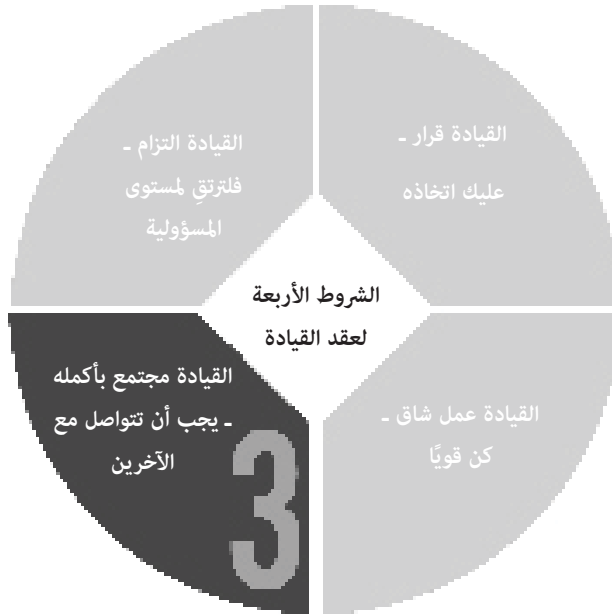 القيادة قرار ـ
عليك اتخاذه
القيادة التزام ـ
فلترتقِ لمستوى
المسؤولية
الشروط الأربعة
لعقد القيادة
القيادة مجتمع بأكمله
ـ يجب أن تتواصل مع
الآخرين
3
القيادة عمل شاق ـ
كن قويًا